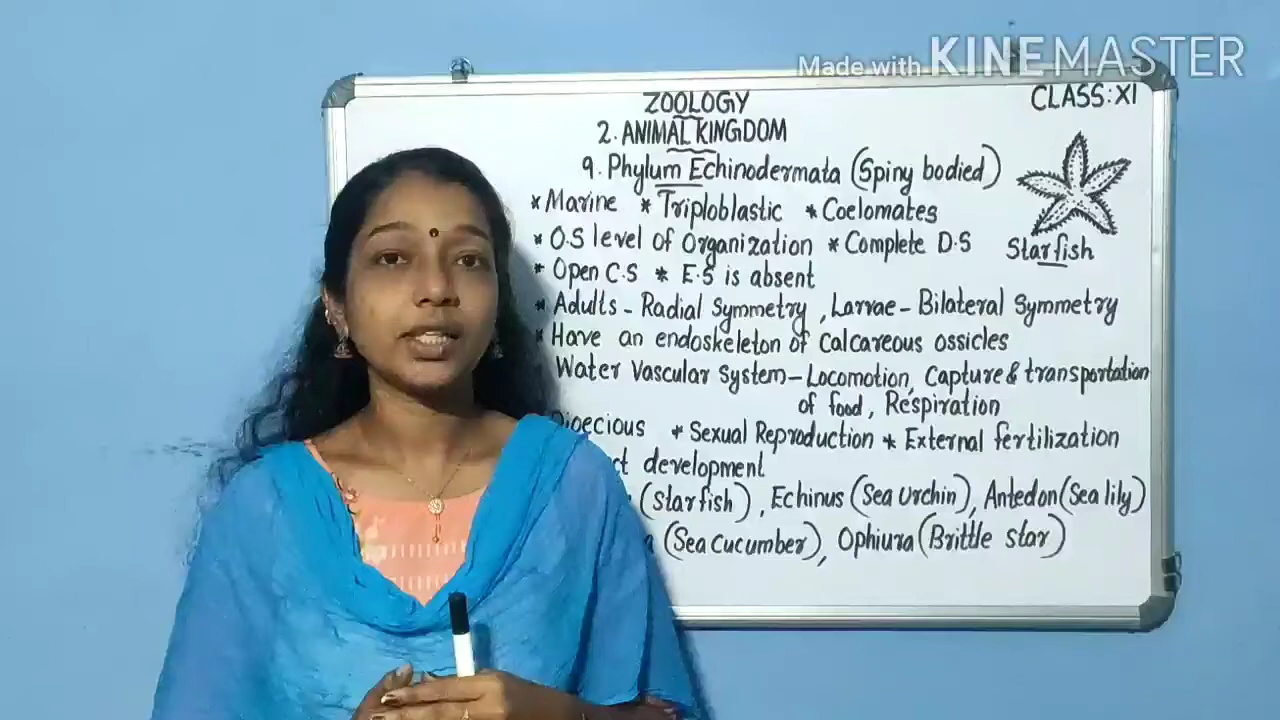 Made with KINEMASTER
ZOOLOGY
CLASS: XI
2. ANIMAL KINGDOM
9. Phylum Echinodermata (Spiny bodied)
* Marine * Triploblastic * Coelomates
* O.S level of Organization * Complete D.S
Starfish
* Open C.S * E.S is absent
* Adults - Radial Symmetry, Larvae - Bilateral Symmetry
* Have an endoskeleton of Calcareous ossicles
Water Vascular System - Locomotion, Capture & transportation
of food, Respiration
Dioecious * Sexual Reproduction * External fertilization
development
(Starfish), Echinus (Sea Urchin), Antedon (Sea lily)
(Sea Cucumber), Ophiura (Brittle star)